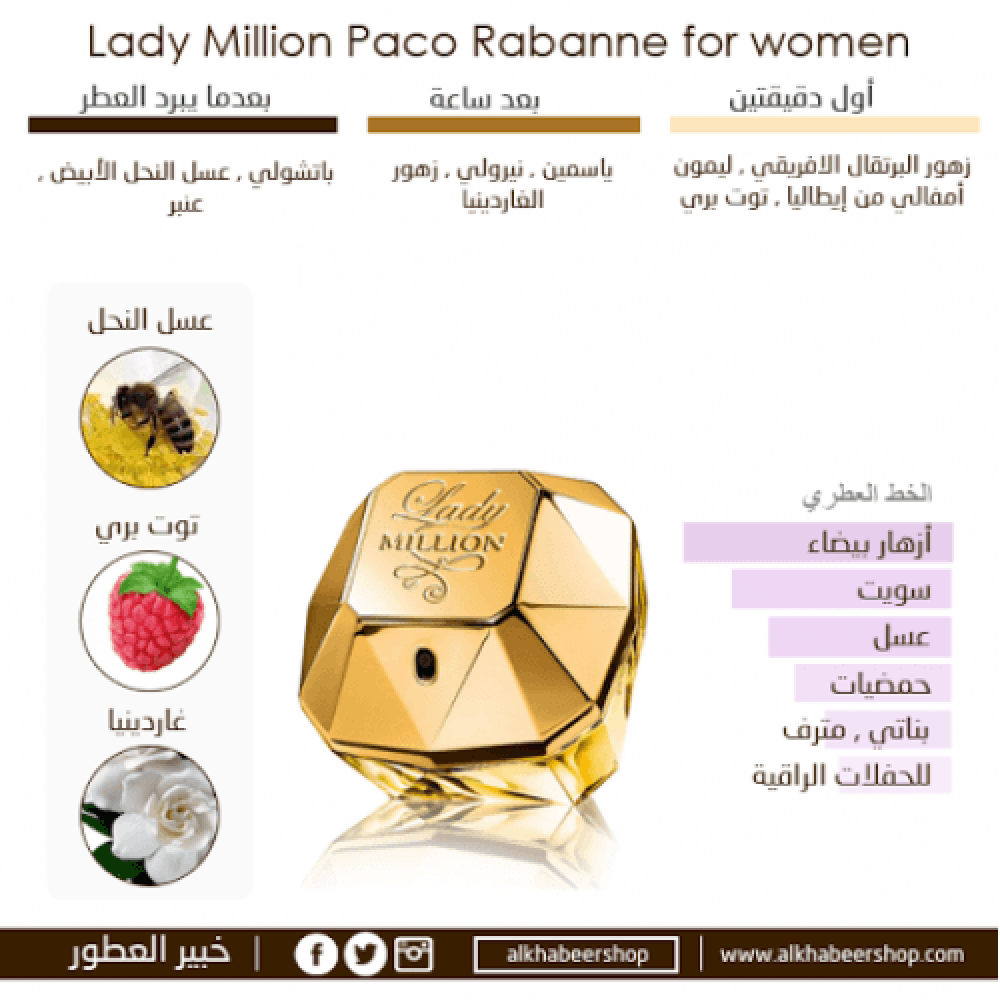 Lady Million Paco Rabanne for women
أول دقيقتين
زهور البرتقال الافريقي , ليمون
أمفالي من إيطاليا , توت بري
بعد ساعة
ياسمين , نيرولي , زهور
الغاردينيا
بعدما يبرد العطر
باتشولي , عسل النحل الأبيض ,
عنبر
عسل النحل
توت بري
غاردينيا
Lady
MILLION
الخط العطري
أزهار بيضاء
سويت
عسل
حمضيات
بناتي , مترف
للحفلات الراقية
خبير العطور
alkhabeershop
www.alkhabeershop.com